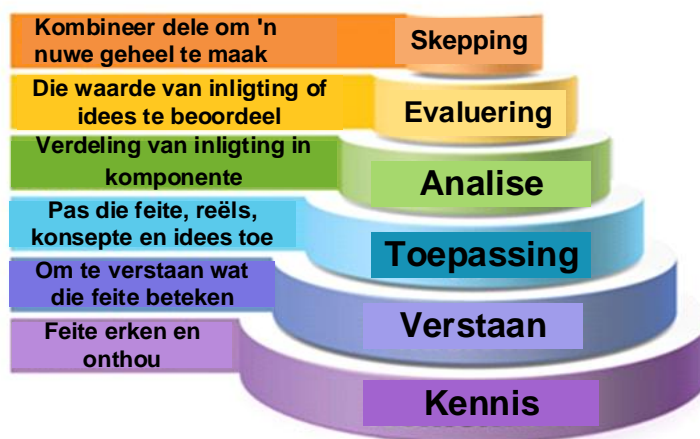 Kombineer dele om 'n
nuwe geheel te maak
Skepping
Die waarde van inligting of
idees te beoordeel
Evaluering
Verdeling van inligting in
komponente
Analise
Pas die feite, reëls,
konsepte en idees toe
Toepassing
Om te verstaan wat
die feite beteken
Verstaan
Feite erken en
onthou
Kennis